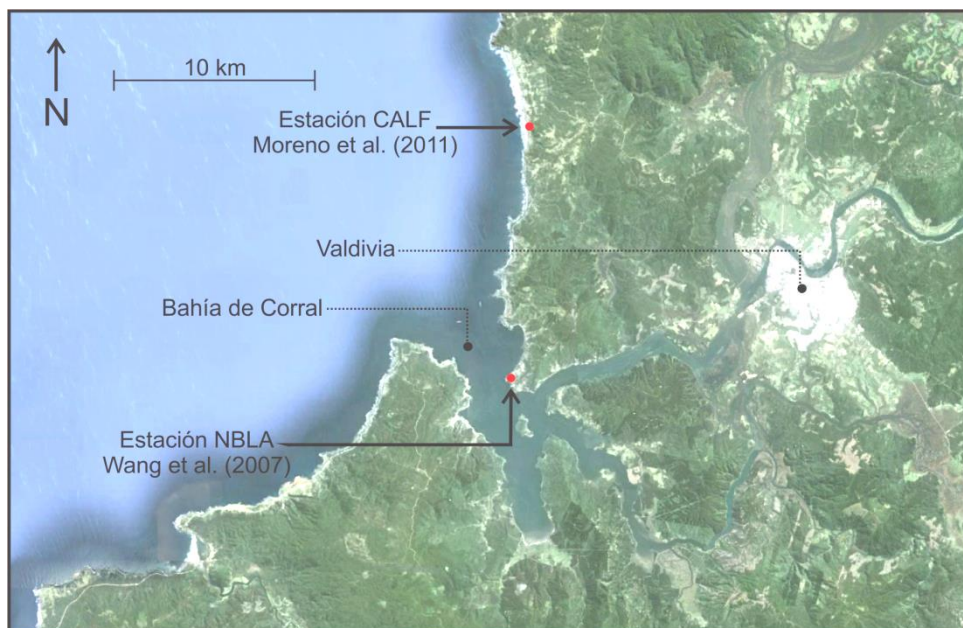 10 km
N
Estación CALF
Moreno et al. (2011)
Valdivia
Bahía de Corral
Estación NBLA
Wang et al. (2007)